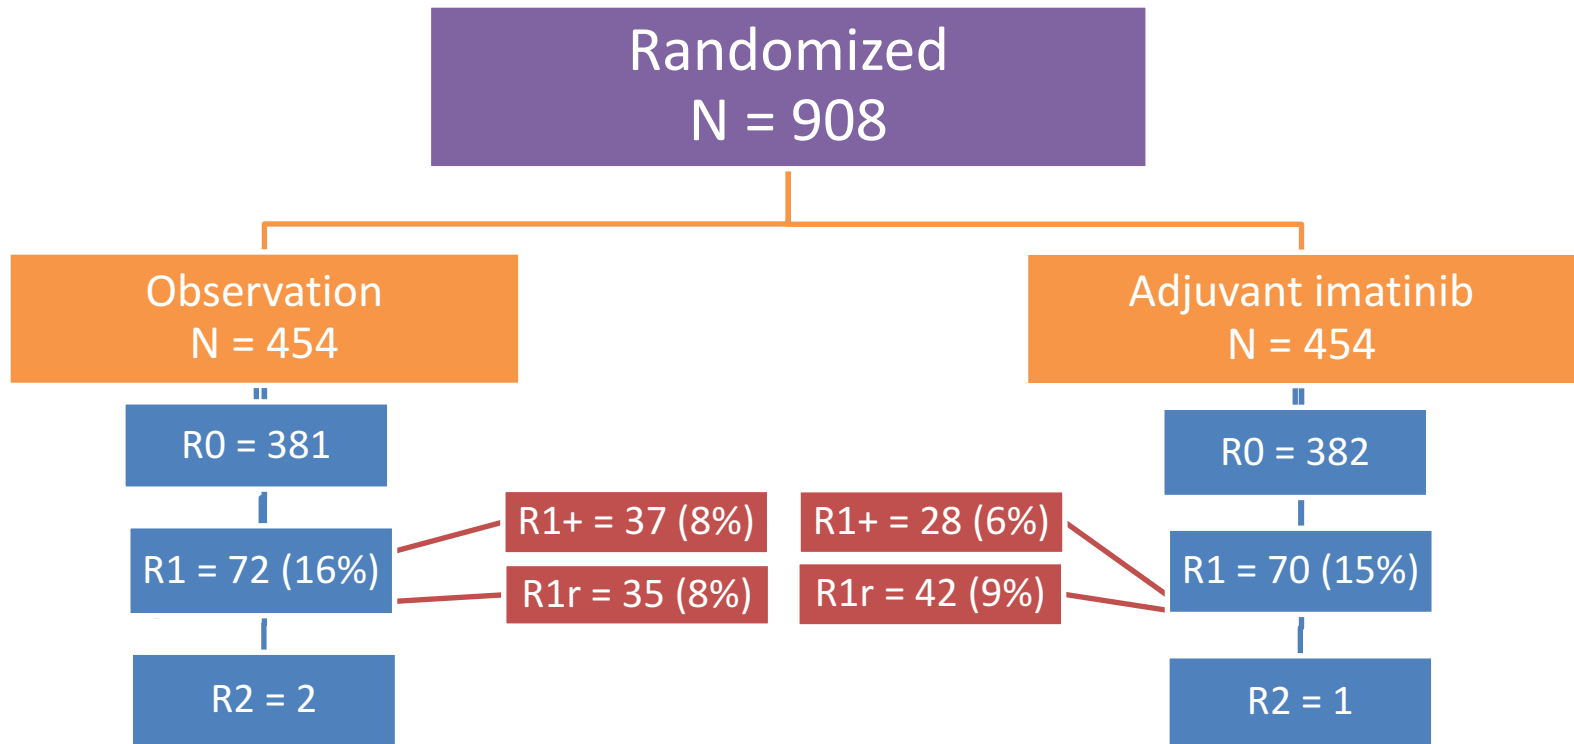 Randomized
N = 908
Observation
N = 454
Adjuvant imatinib
N = 454
R0 = 381
R0 = 382
R1+ = 37 (8%)
R1+ = 28 (6%)
R1 = 72 (16%)
R1 = 70 (15%)
R1r = 35 (8%)
R1r = 42 (9%)
R2 = 2
R2 = 1